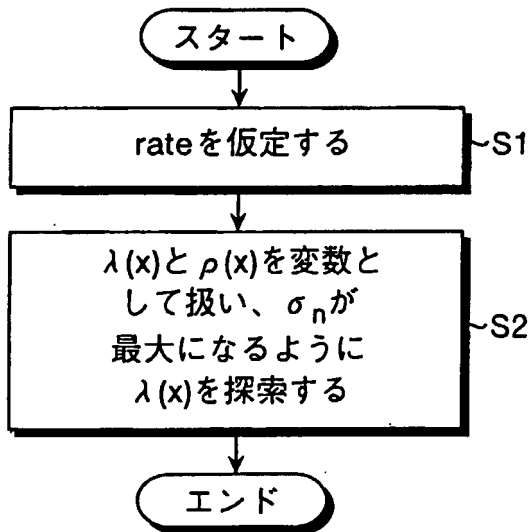 スタート
rateを仮定する
~S1
λ(x)とρ(x)を変数と
して扱い、σnが
最大になるように
λ(x)を探索する
~S2
エンド